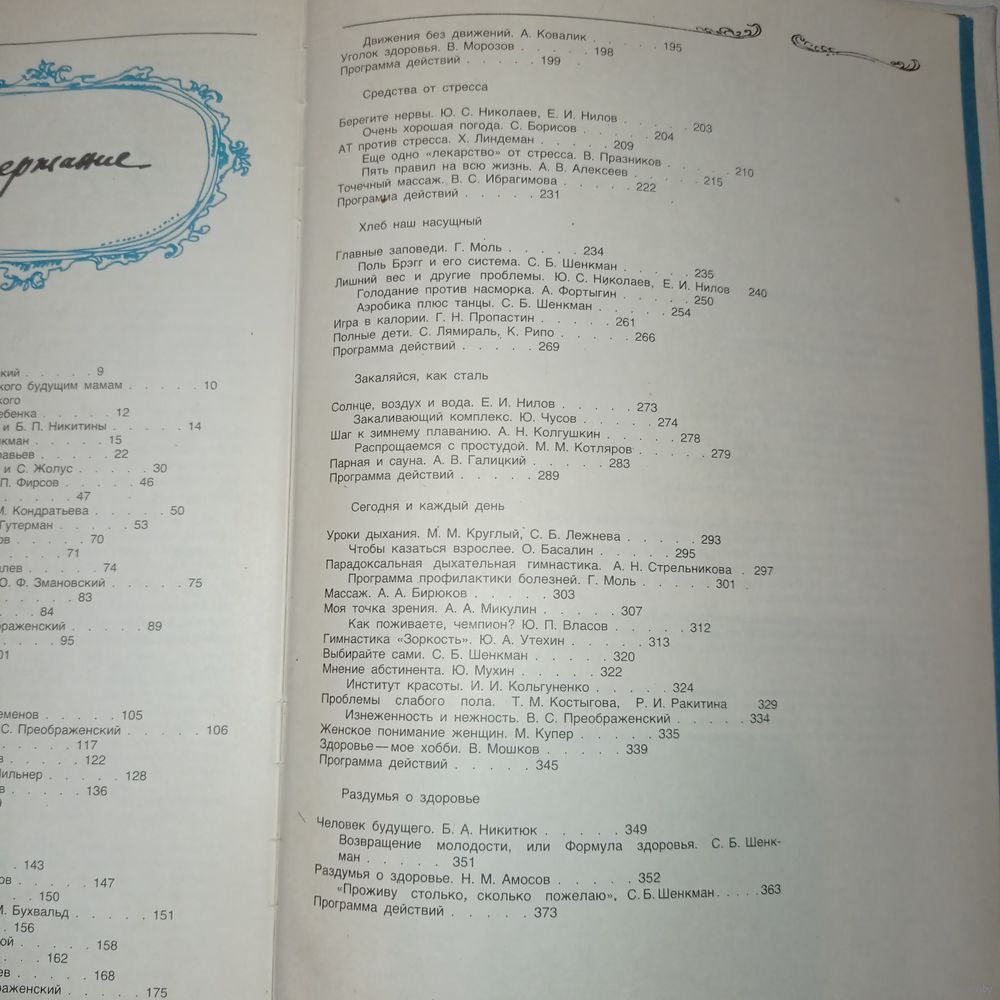 ержание
ский . . . . . 9
кого будущим мамам . . . . . 10
кого
ебенка . . . . . 12
и Б. П. Никитины . . . . . 14
кман . . . . . 15
равьев . . . . . 22
и С. Жолус . . . . . 30
П. Фирсов . . . . . 46
. . . . . 47
М. Кондратьева . . . . . 50
Гутерман . . . . . 53
ов . . . . . 70
. . . . . 71
лев . . . . . 74
Ю. Ф. Змановский . . . . . 75
. . . . . 83
. . . 84
ображенский . . . . . 89
. . . . . 95
01
еменов . . . . . 105
С. Преображенский . . . . . 106
. . . . . 117
в . . . . . 122
Мильнер . . . . . 128
в . . . . . 136
9
. . . 143
ов . . . . . 147
. . . . 150
М. Бухвальд . . . . . 151
. . 156
ой . . . . . 158
. . . . 162
ев . . . . . 168
раженский . . . . . 175
Движения без движений. А. Ковалик . . . . . 195
Уголок здоровья. В. Морозов . . . . . 198
Программа действий . . . . . 199
Средства от стресса
Берегите нервы. Ю. С. Николаев, Е. И. Нилов . . . . . 203
Очень хорошая погода. С. Борисов . . . . . 204
АТ против стресса. Х. Линдеман . . . . . 209
Еще одно «лекарство» от стресса. В. Празников . . . . . 210
Пять правил на всю жизнь. А. В. Алексеев . . . . . 215
Точечный массаж. В. С. Ибрагимова . . . . . 222
Программа действий . . . . . 231
Хлеб наш насущный
Главные заповеди. Г. Моль . . . . . 234
Поль Брэгг и его система. С. Б. Шенкман . . . . . 235
Лишний вес и другие проблемы. Ю. С. Николаев, Е. И. Нилов 240
Голодание против насморка. А. Фортыгин . . . . . 250
Аэробика плюс танцы. С. Б. Шенкман . . . . . 254
Игра в калории. Г. Н. Пропастин . . . . . 261
Полные дети. С. Лямираль, К. Рипо . . . . . 266
Программа действий . . . . . 269
Закаляйся, как сталь
Солнце, воздух и вода. Е. И. Нилов . . . . . 273
Закаливающий комплекс. Ю. Чусов . . . . . 274
Шаг к зимнему плаванию. А. Н. Колгушкин . . . . . 278
Распрощаемся с простудой. М. М. Котляров . . . . . 279
Парная и сауна. А. В. Галицкий . . . . . 283
Программа действий . . . . . 289
Сегодня и каждый день
Уроки дыхания. М. М. Круглый, С. Б. Лежнева . . . . . 293
Чтобы казаться взрослее. О. Басалин . . . . . 295
Парадоксальная дыхательная гимнастика. А. Н. Стрельникова . 297
Программа профилактики болезней. Г. Моль . . . . . 301
Массаж. А. А. Бирюков . . . . . 303
Моя точка зрения. А. А. Микулин . . . . . 307
Как поживаете, чемпион? Ю. П. Власов . . . . . 312
Гимнастика «Зоркость». Ю. А. Утехин . . . . . 313
Выбирайте сами. С. Б. Шенкман . . . . . 320
Мнение абстинента. Ю. Мухин . . . . . 322
Институт красоты. И. И. Кольгуненко . . . . . 324
Проблемы слабого пола. Т. М. Костыгова, Р. И. Ракитина 329
Изнеженность и нежность. В. С. Преображенский . . . . . 334
Женское понимание женщин. М. Купер . . . . . 335
Здоровье — мое хобби. В. Мошков . . . . . 339
Программа действий . . . . . 345
Раздумья о здоровье
Человек будущего. Б. А. Никитюк . . . . . 349
Возвращение молодости, или Формула здоровья. С. Б. Шенк-
ман . . . . . 351
Раздумья о здоровье. Н. М. Амосов . . . . . 352
«Проживу столько, сколько пожелаю», С. Б. Шенкман . . . . . 363
Программа действий . . . . . 373